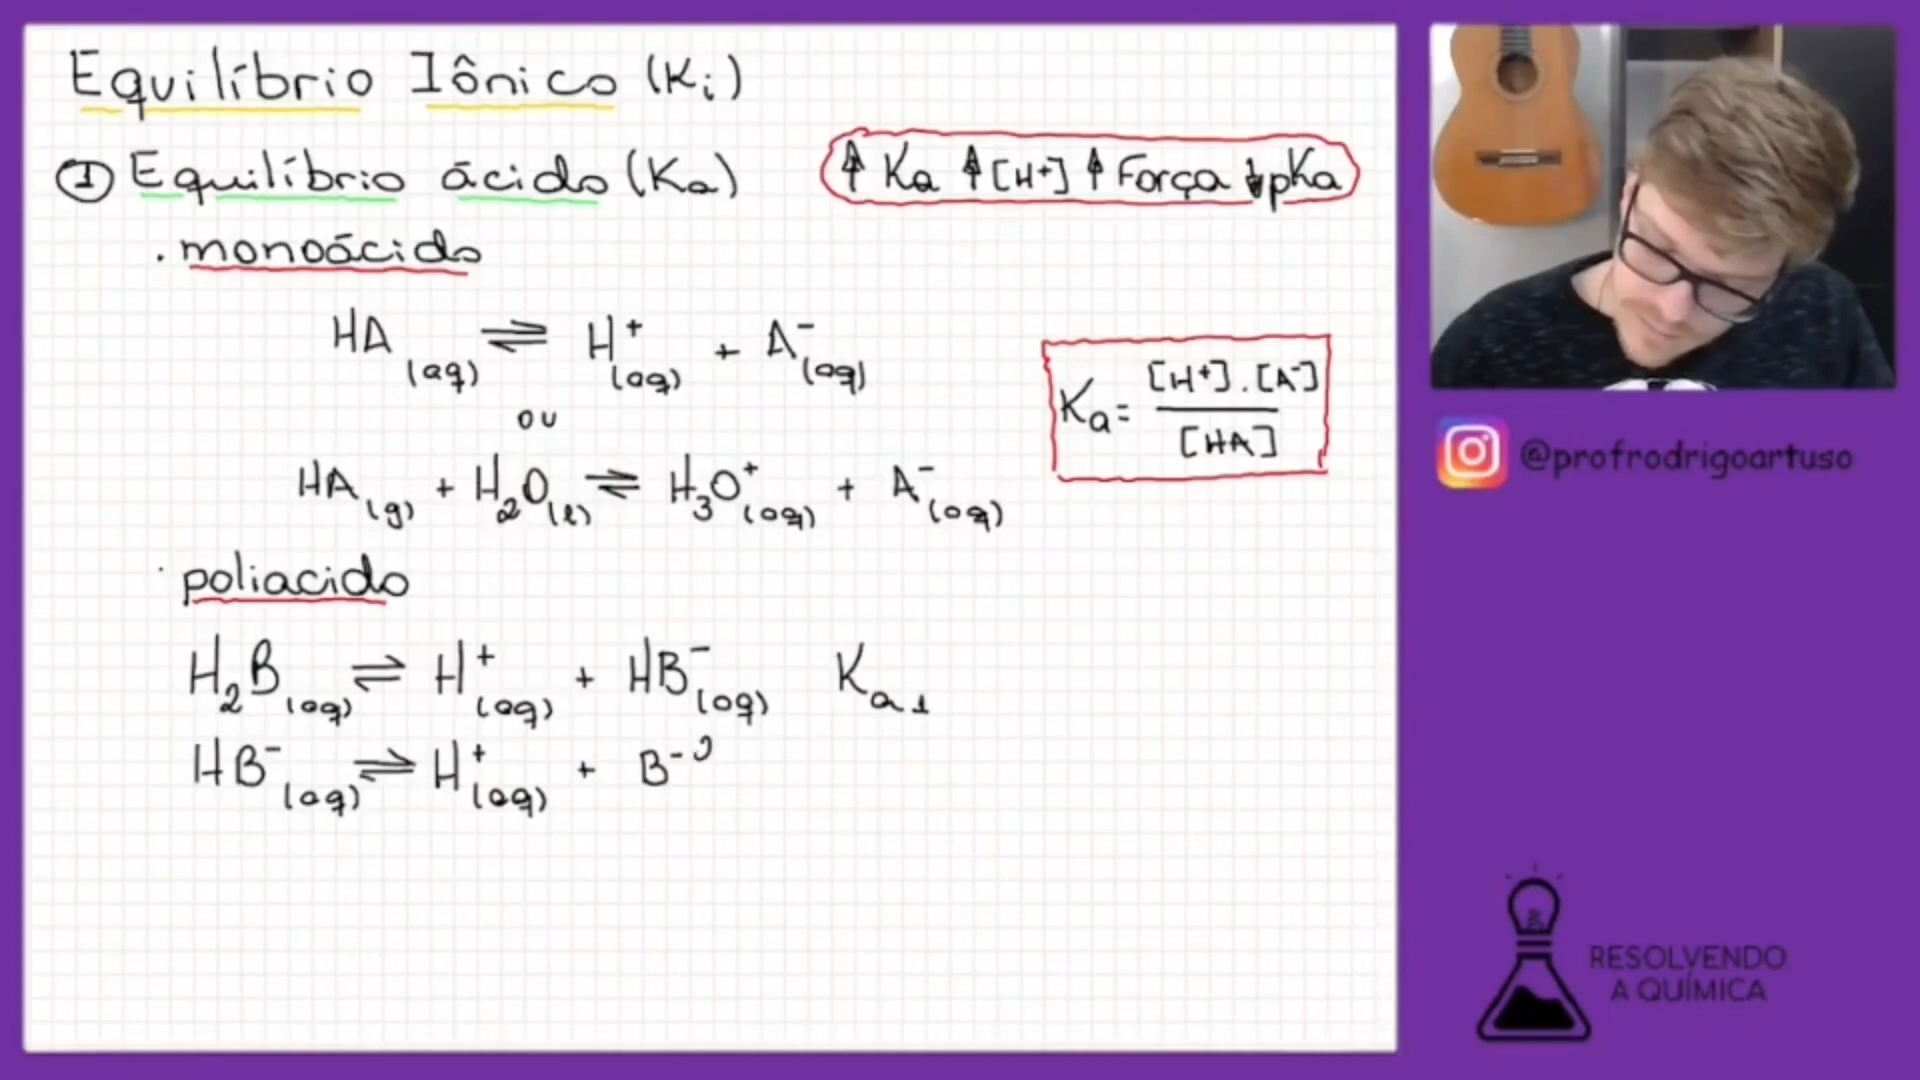 Equilíbrio Iônico (Ki)
① Equilíbrio ácido (Ka)
↑ Ka ↑ [H⁺] ↑ Força ↓ pKa
· monoácido
HA (aq) ⇌ H⁺ (aq) + A⁻ (aq)
ou
HA (g) + H₂O (l) ⇌ H₃O⁺ (aq) + A⁻ (aq)
Ka = [H⁺] . [A⁻] / [HA]
· poliacido
H₂B (aq) ⇌ H⁺ (aq) + HB⁻ (aq) Ka₁
HB⁻ (aq) ⇌ H⁺ (aq) + B⁻
@profrodrigoartuso
RESOLVENDO
A QUÍMICA